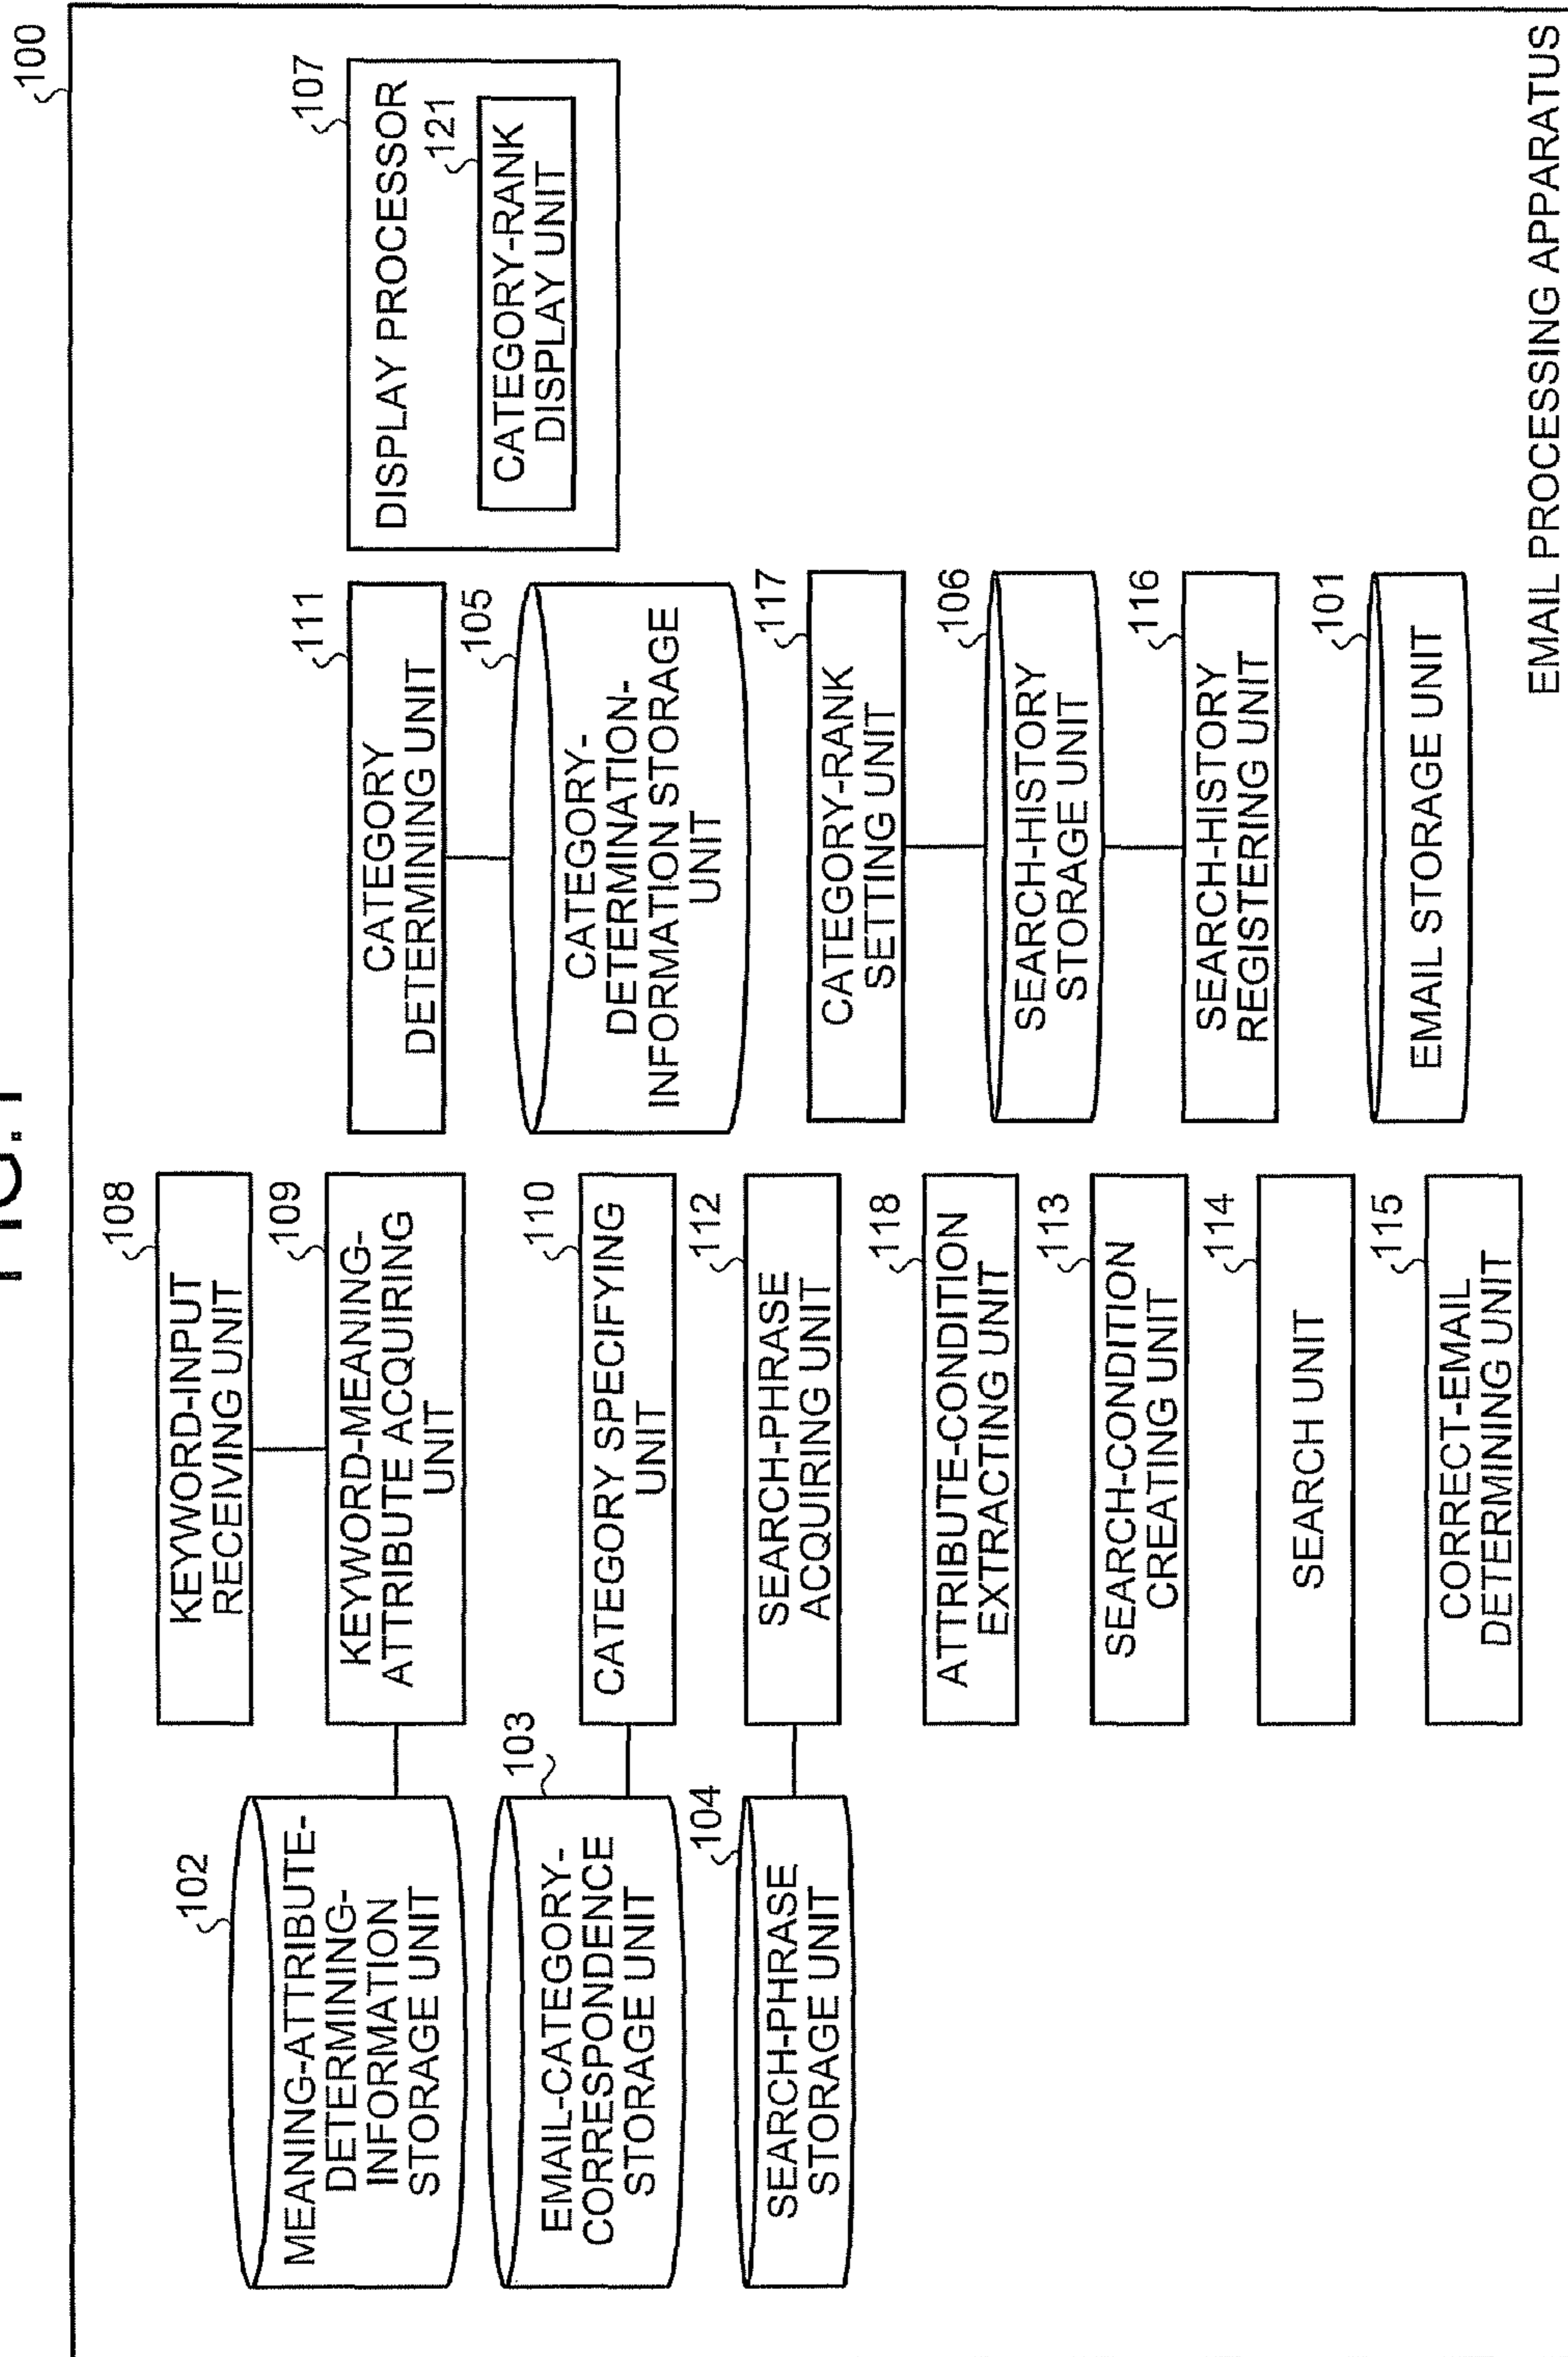 FIG. 1
100
102
MEANING-ATTRIBUTE-
DETERMINING-
INFORMATION
STORAGE UNIT
103
EMAIL-CATEGORY-
CORRESPONDENCE
STORAGE UNIT
104
SEARCH-PHRASE
STORAGE UNIT
108
KEYWORD-INPUT
RECEIVING UNIT
109
KEYWORD-MEANING-
ATTRIBUTE ACQUIRING
UNIT
110
CATEGORY SPECIFYING
UNIT
112
SEARCH-PHRASE
ACQUIRING UNIT
118
ATTRIBUTE-CONDITION
EXTRACTING UNIT
113
SEARCH-CONDITION
CREATING UNIT
114
SEARCH UNIT
115
CORRECT-EMAIL
DETERMINING UNIT
111
CATEGORY
DETERMINING UNIT
105
CATEGORY-
DETERMINATION-
INFORMATION STORAGE
UNIT
117
CATEGORY-RANK
SETTING UNIT
106
SEARCH-HISTORY
STORAGE UNIT
116
SEARCH-HISTORY
REGISTERING UNIT
101
EMAIL STORAGE UNIT
107
DISPLAY PROCESSOR
121
CATEGORY-RANK
DISPLAY UNIT
EMAIL PROCESSING APPARATUS